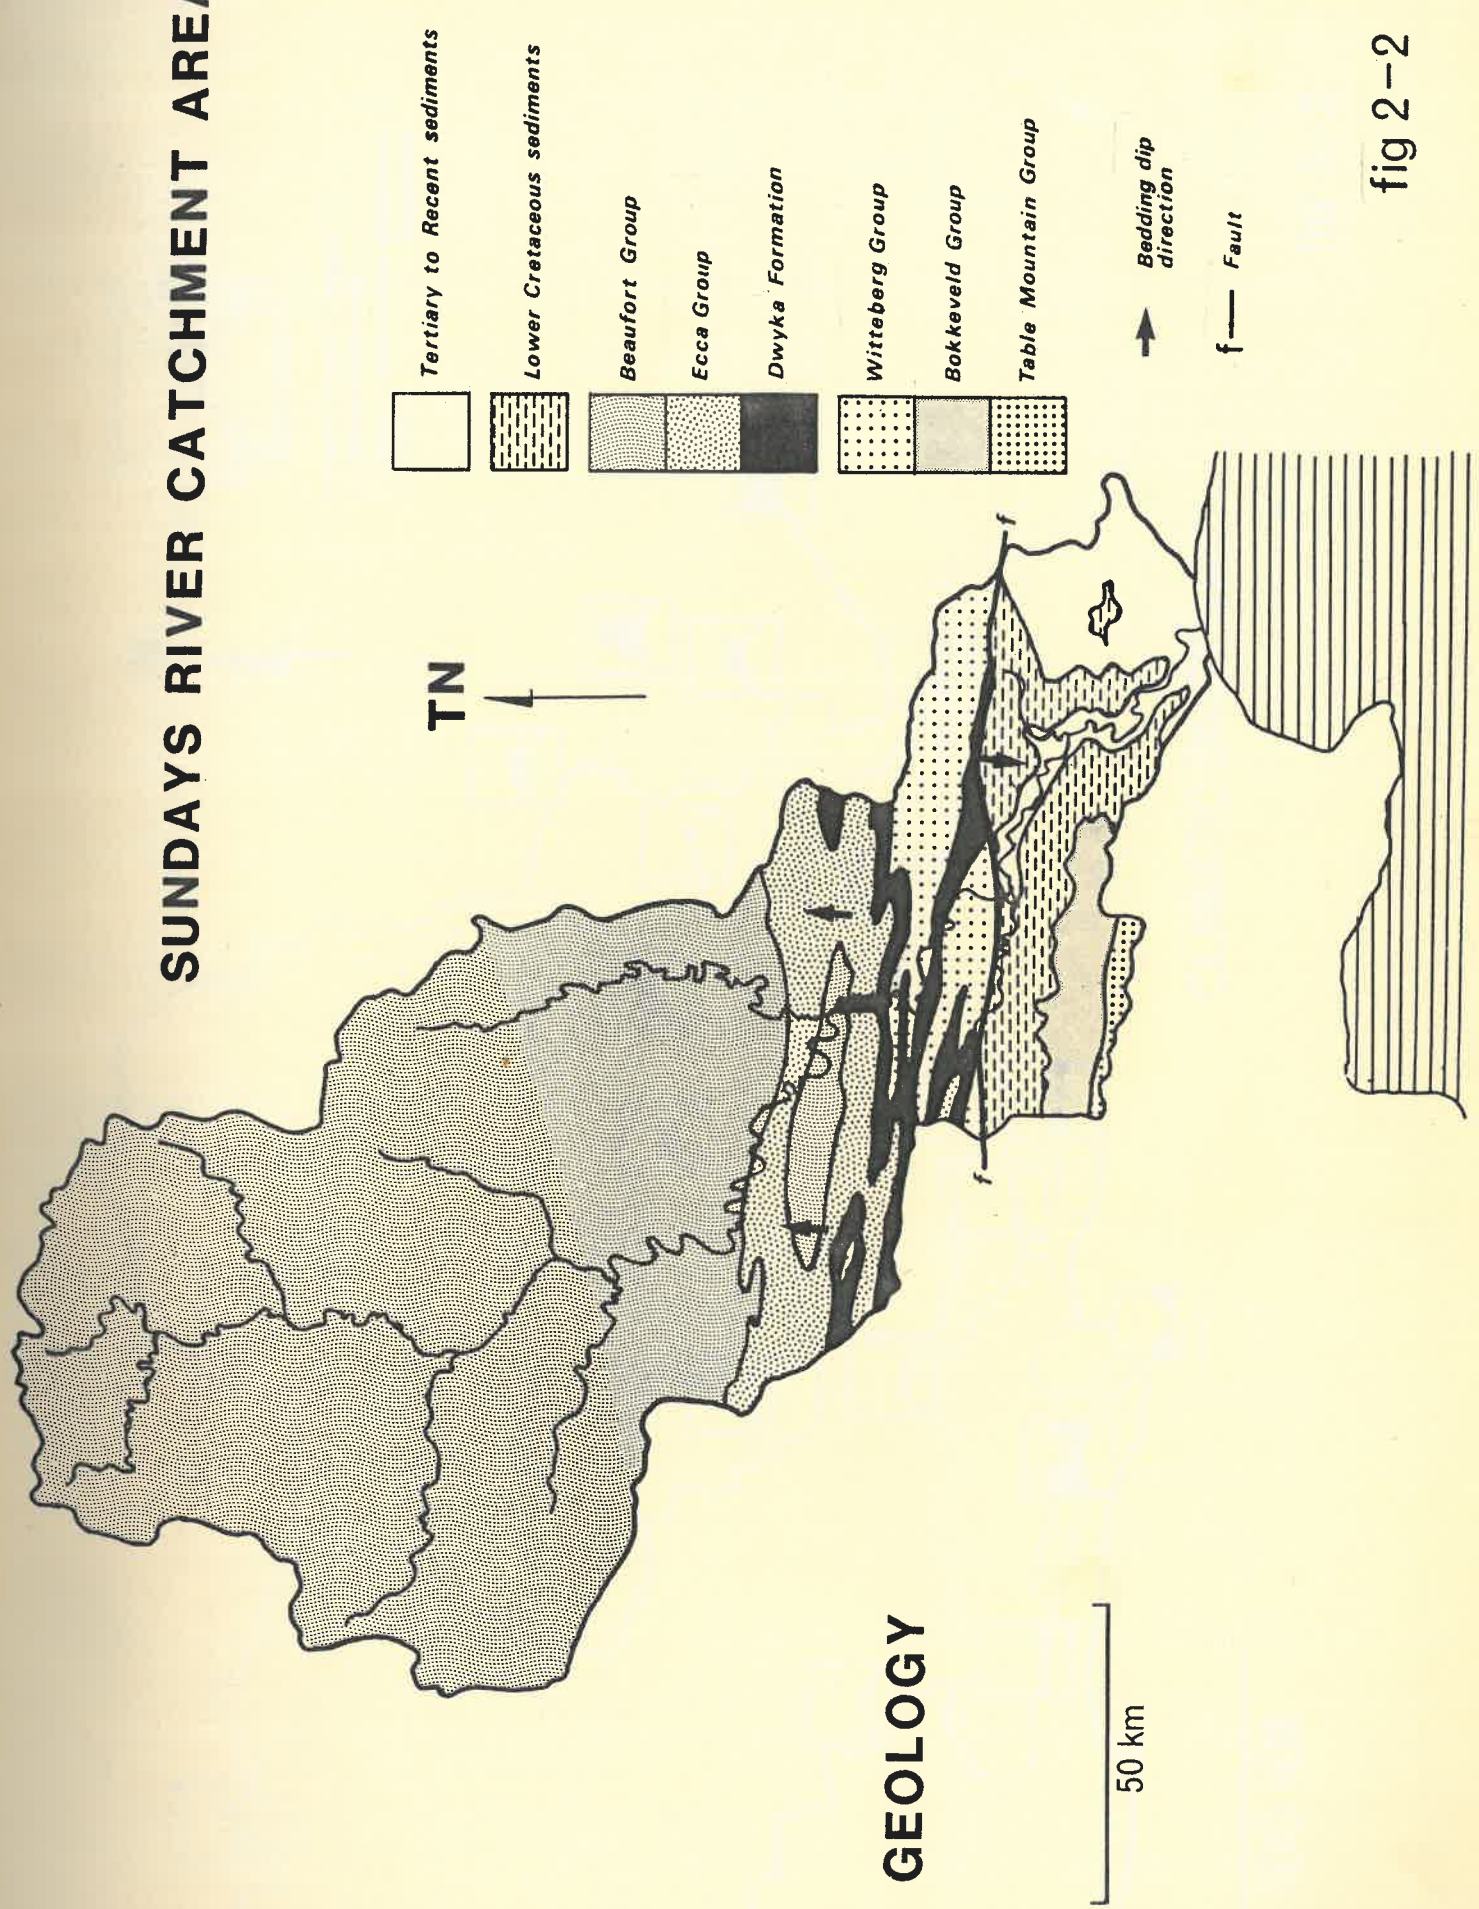 SUNDAYS RIVER CATCHMENT AREA
TN
Tertiary to Recent sediments
Lower Cretaceous sediments
Beaufort Group
Ecca Group
Dwyka Formation
Witteberg Group
Bokkeveld Group
Table Mountain Group
Bedding dip
direction
f — Fault
f
f
GEOLOGY
50 km
fig 2-2